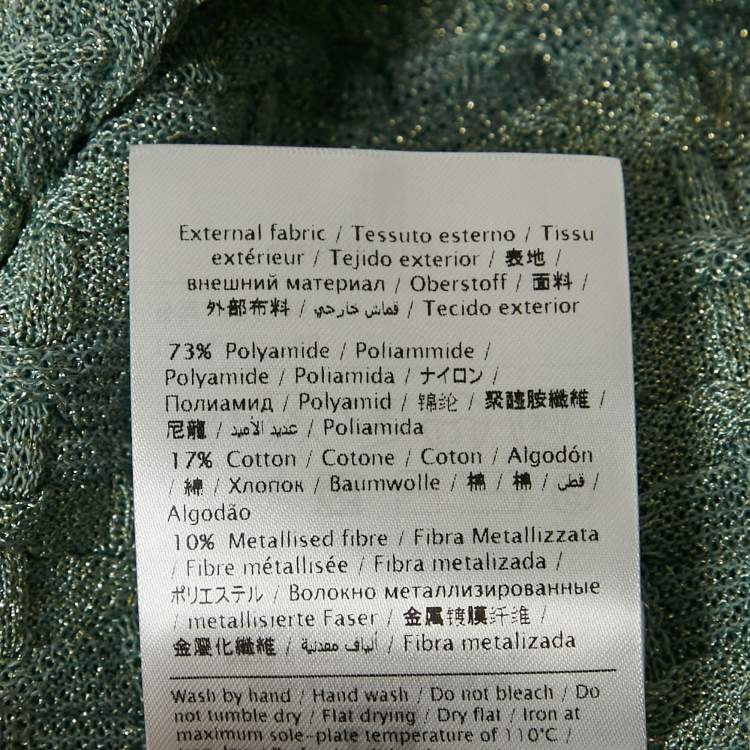 External fabric / Tessuto esterno / Tissu
extérieur / Tejido exterior / 表地 /
внешний материал / Oberstoff / 面料 /
外部布料 / قماش خارجي / Tecido exterior
73% Polyamide / Poliammide /
Polyamide / Poliamida / ナイロン /
Полиамид / Polyamid / 锦纶 / 聚醯胺纖維 /
尼龍 / عديد الأميد / Poliamida
17% Cotton / Cotone / Coton / Algodón
/ 綿 / Хлопок / Baumwolle / 棉 / 棉 / قطن /
Algodão
10% Metallised fibre / Fibra Metallizzata
/ Fibre métallisée / Fibra metalizada /
ポリエステル / Волокно металлизированные
/ metallisierte Faser / 金属镀膜纤维 /
金屬化纖維 / ألياف معدنية / Fibra metalizada
Wash by hand / Hand wash / Do not bleach / Do
not tumble dry / Flat drying / Dry flat / Iron at
maximum sole-plate temperature of 110°C /